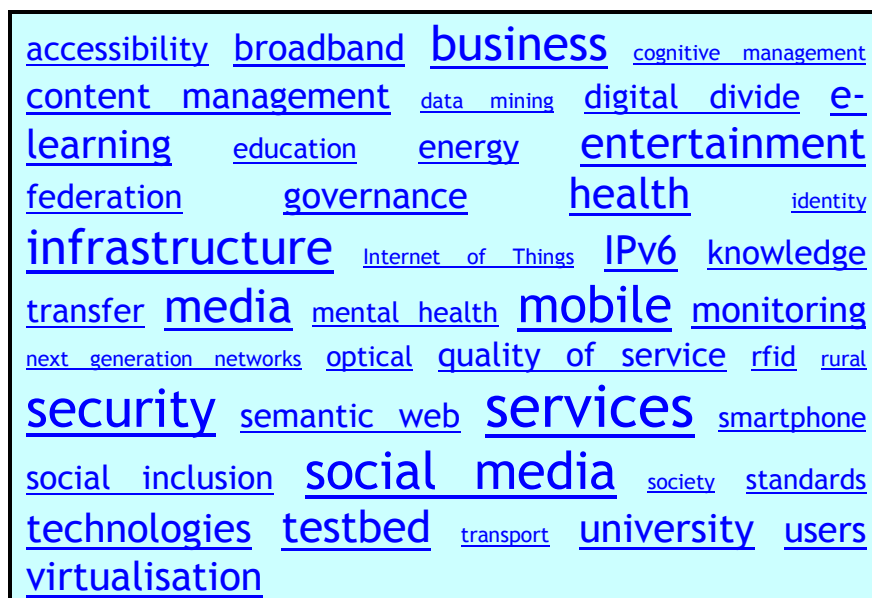 accessibility broadband business cognitive management
content management data mining digital divide e-
learning education energy entertainment
federation governance health identity
infrastructure Internet of Things IPv6 knowledge
transfer media mental health mobile monitoring
next generation networks optical quality of service rfid rural
security semantic web services smartphone
social inclusion social media society standards
technologies testbed transport university users
virtualisation